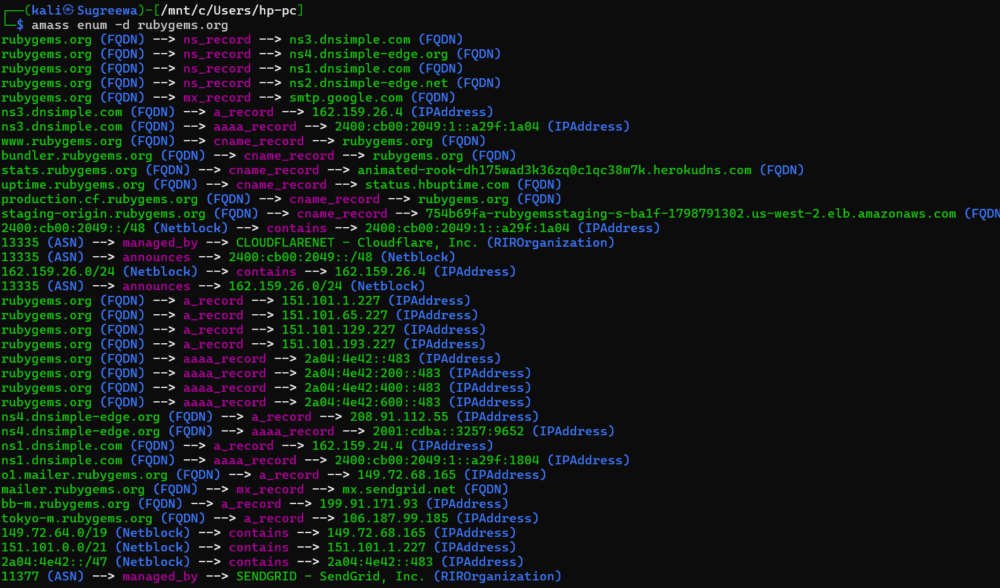 ┌──(kali㉿Sugreewa)-[/mnt/c/Users/hp-pc]
└─$ amass enum -d rubygems.org
rubygems.org (FQDN) --> ns_record --> ns3.dnsimple.com (FQDN)
rubygems.org (FQDN) --> ns_record --> ns4.dnsimple-edge.org (FQDN)
rubygems.org (FQDN) --> ns_record --> ns1.dnsimple.com (FQDN)
rubygems.org (FQDN) --> ns_record --> ns2.dnsimple-edge.net (FQDN)
rubygems.org (FQDN) --> mx_record --> smtp.google.com (FQDN)
ns3.dnsimple.com (FQDN) --> a_record --> 162.159.26.4 (IPAddress)
ns3.dnsimple.com (FQDN) --> aaaa_record --> 2400:cb00:2049:1::a29f:1a04 (IPAddress)
www.rubygems.org (FQDN) --> cname_record --> rubygems.org (FQDN)
bundler.rubygems.org (FQDN) --> cname_record --> rubygems.org (FQDN)
stats.rubygems.org (FQDN) --> cname_record --> animated-rook-dh175wad3k36zq0c1qc38m7k.herokudns.com (FQDN)
uptime.rubygems.org (FQDN) --> cname_record --> status.hbuptime.com (FQDN)
production.cf.rubygems.org (FQDN) --> cname_record --> rubygems.org (FQDN)
staging-origin.rubygems.org (FQDN) --> cname_record --> 754b69fa-rubygemsstaging-s-ba1f-1798791302.us-west-2.elb.amazonaws.com (FQDN
2400:cb00:2049::/48 (Netblock) --> contains --> 2400:cb00:2049:1::a29f:1a04 (IPAddress)
13335 (ASN) --> managed_by --> CLOUDFLARENET - Cloudflare, Inc. (RIROrganization)
13335 (ASN) --> announces --> 2400:cb00:2049::/48 (Netblock)
162.159.26.0/24 (Netblock) --> contains --> 162.159.26.4 (IPAddress)
13335 (ASN) --> announces --> 162.159.26.0/24 (Netblock)
rubygems.org (FQDN) --> a_record --> 151.101.1.227 (IPAddress)
rubygems.org (FQDN) --> a_record --> 151.101.65.227 (IPAddress)
rubygems.org (FQDN) --> a_record --> 151.101.129.227 (IPAddress)
rubygems.org (FQDN) --> a_record --> 151.101.193.227 (IPAddress)
rubygems.org (FQDN) --> aaaa_record --> 2a04:4e42::483 (IPAddress)
rubygems.org (FQDN) --> aaaa_record --> 2a04:4e42:200::483 (IPAddress)
rubygems.org (FQDN) --> aaaa_record --> 2a04:4e42:400::483 (IPAddress)
rubygems.org (FQDN) --> aaaa_record --> 2a04:4e42:600::483 (IPAddress)
ns4.dnsimple-edge.org (FQDN) --> a_record --> 208.91.112.55 (IPAddress)
ns4.dnsimple-edge.org (FQDN) --> aaaa_record --> 2001:cdba::3257:9652 (IPAddress)
ns1.dnsimple.com (FQDN) --> a_record --> 162.159.24.4 (IPAddress)
ns1.dnsimple.com (FQDN) --> aaaa_record --> 2400:cb00:2049:1::a29f:1804 (IPAddress)
o1.mailer.rubygems.org (FQDN) --> a_record --> 149.72.68.165 (IPAddress)
mailer.rubygems.org (FQDN) --> mx_record --> mx.sendgrid.net (FQDN)
bb-m.rubygems.org (FQDN) --> a_record --> 199.91.171.93 (IPAddress)
tokyo-m.rubygems.org (FQDN) --> a_record --> 106.187.99.185 (IPAddress)
149.72.64.0/19 (Netblock) --> contains --> 149.72.68.165 (IPAddress)
151.101.0.0/21 (Netblock) --> contains --> 151.101.1.227 (IPAddress)
2a04:4e42::/47 (Netblock) --> contains --> 2a04:4e42::483 (IPAddress)
11377 (ASN) --> managed_by --> SENDGRID - SendGrid, Inc. (RIROrganization)